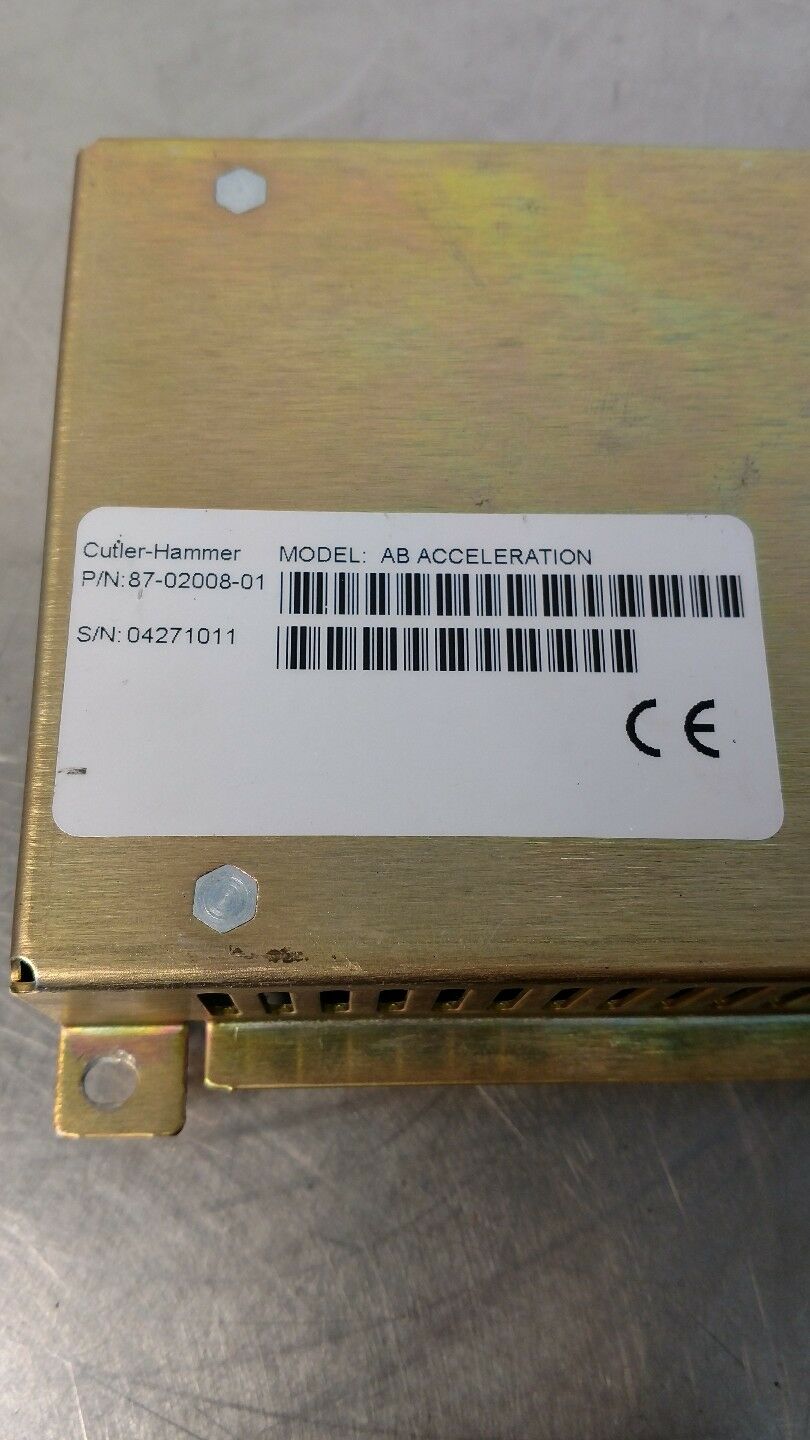 Cutler-Hammer MODEL: AB ACCELERATION
P/N:87-02008-01
S/N: 04271011
CE